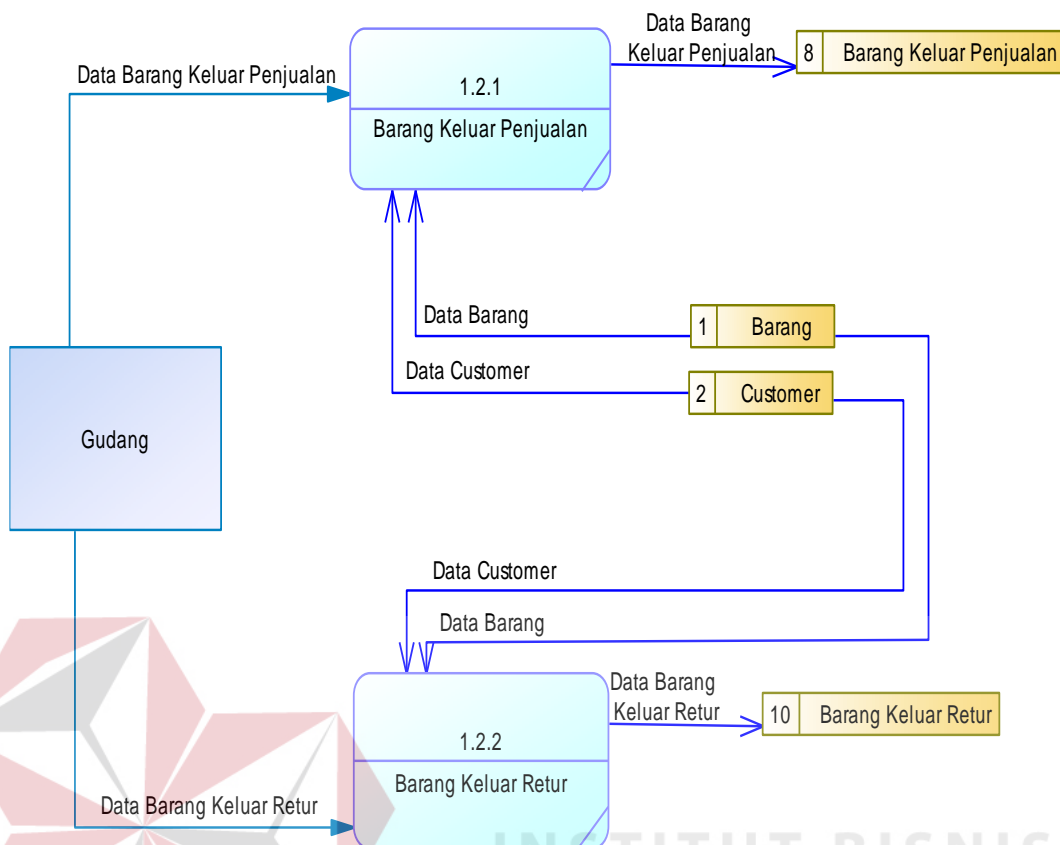 Data Barang
Keluar Penjualan
8
Barang Keluar Penjualan
Data Barang Keluar Penjualan
1.2.1
Barang Keluar Penjualan
Data Barang
1
Barang
Data Customer
2
Customer
Gudang
Data Customer
Data Barang
Data Barang
Keluar Retur
10
Barang Keluar Retur
1.2.2
Barang Keluar Retur
Data Barang Keluar Retur
INSTITUT BISNIS